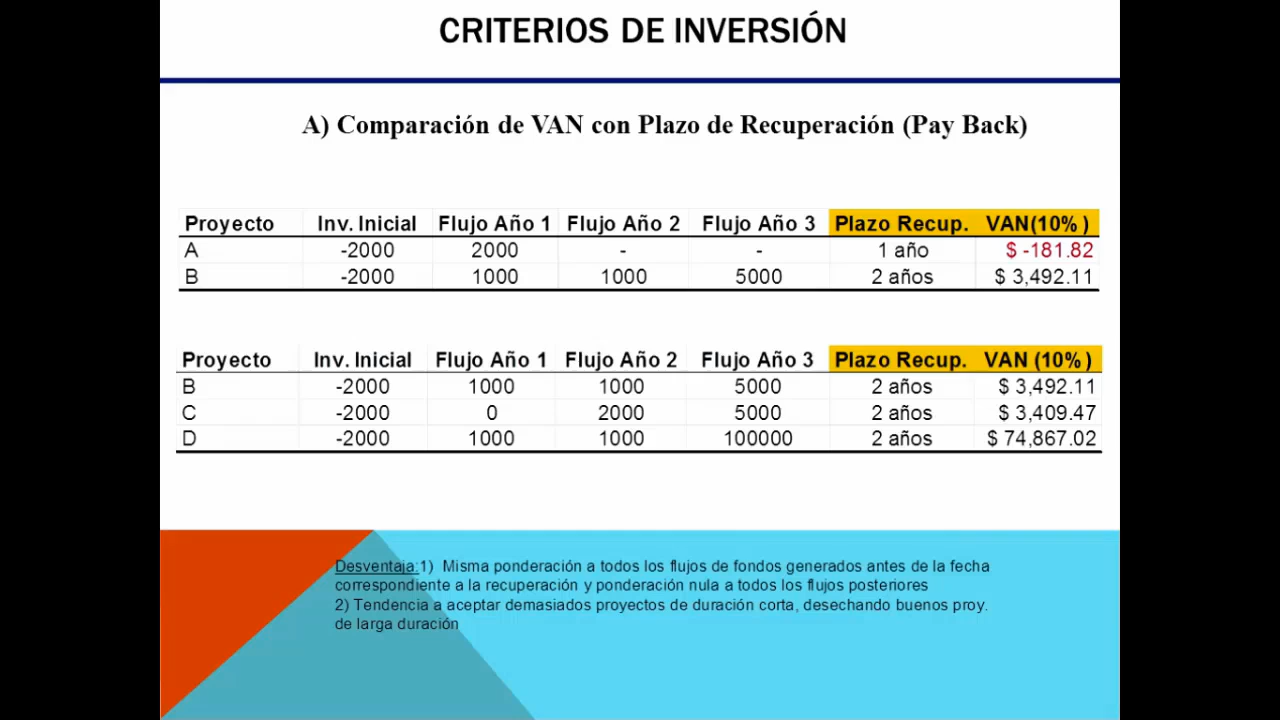 CRITERIOS DE INVERSIÓN
A) Comparación de VAN con Plazo de Recuperación (Pay Back)
Proyecto Inv. Inicial Flujo Año 1 Flujo Año 2 Flujo Año 3 Plazo Recup. VAN(10% )
A -2000 2000 - - 1 año $ -181.82
B -2000 1000 1000 5000 2 años $ 3,492.11
Proyecto Inv. Inicial Flujo Año 1 Flujo Año 2 Flujo Año 3 Plazo Recup. VAN (10% )
B -2000 1000 1000 5000 2 años $ 3,492.11
C -2000 0 2000 5000 2 años $ 3,409.47
D -2000 1000 1000 100000 2 años $ 74,867.02
Desventaja:1) Misma ponderación a todos los flujos de fondos generados antes de la fecha
correspondiente a la recuperación y ponderación nula a todos los flujos posteriores
2) Tendencia a aceptar demasiados proyectos de duración corta, desechando buenos proy.
de larga duración